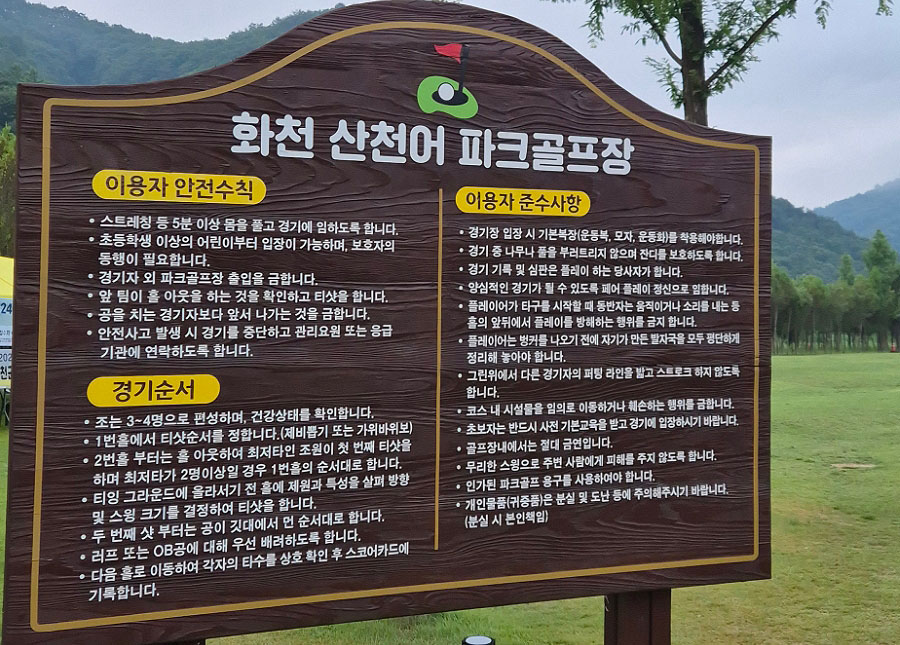 화천 산천어 파크골프장
이용자 안전수칙
• 스트레칭 등 5분 이상 몸을 풀고 경기에 임하도록 합니다.
• 초등학생 이상의 어린이부터 입장이 가능하며, 보호자의
동행이 필요합니다.
• 경기자 외 파크골프장 출입을 금합니다.
• 앞 팀이 홀 아웃을 하는 것을 확인하고 티샷을 합니다.
• 공을 치는 경기자보다 앞서 나가는 것을 금합니다.
• 안전사고 발생 시 경기를 중단하고 관리요원 또는 응급
기관에 연락하도록 합니다.
경기순서
• 조는 3~4명으로 편성하며, 건강상태를 확인합니다.
• 1번홀에서 티샷순서를 정합니다.(제비뽑기 또는 가위바위보)
• 2번홀 부터는 홀 아웃하여 최저타인 조원이 첫 번째 티샷을
하며 최저타가 2명이상일 경우 1번홀의 순서대로 합니다.
• 티잉 그라운드에 올라서기 전 홀에 제원과 특성을 살펴 방향
및 스윙 크기를 결정하여 티샷을 합니다.
• 두 번째 샷 부터는 공이 깃대에서 먼 순서대로 합니다.
• 러프 또는 OB공에 대해 우선 배려하도록 합니다.
• 다음 홀로 이동하여 각자의 타수를 상호 확인 후 스코어카드에
기록합니다.
이용자 준수사항
• 경기장 입장 시 기본복장(운동복, 모자, 운동화)를 착용해야합니다.
• 경기 중 나무나 풀을 부러트리지 않으며 잔디를 보호하도록 합니다.
• 경기 기록 및 심판은 플레이 하는 당사자가 합니다.
• 양심적인 경기가 될 수 있도록 페어 플레이 정신으로 임합니다.
• 플레이어가 타구를 시작할 때 동반자는 움직이거나 소리를 내는 등
홀의 앞뒤에서 플레이를 방해하는 행위를 금지 합니다.
• 플레이어는 벙커를 나오기 전에 자기가 만든 발자국을 모두 평단하게
정리해 놓아야 합니다.
• 그린위에서 다른 경기자의 퍼팅 라인을 밟고 스트로크 하지 않도록
합니다.
• 코스 내 시설물을 임의로 이동하거나 훼손하는 행위를 금합니다.
• 초보자는 반드시 사전 기본교육을 받고 경기에 입장하시기 바랍니다.
• 골프장내에서는 절대 금연입니다.
• 무리한 스윙으로 주변 사람에게 피해를 주지 않도록 합니다.
• 인가된 파크골프 용구를 사용하여야 합니다.
• 개인물품(귀중품)은 분실 및 도난 등에 주의해주시기 바랍니다.
(분실 시 본인책임)